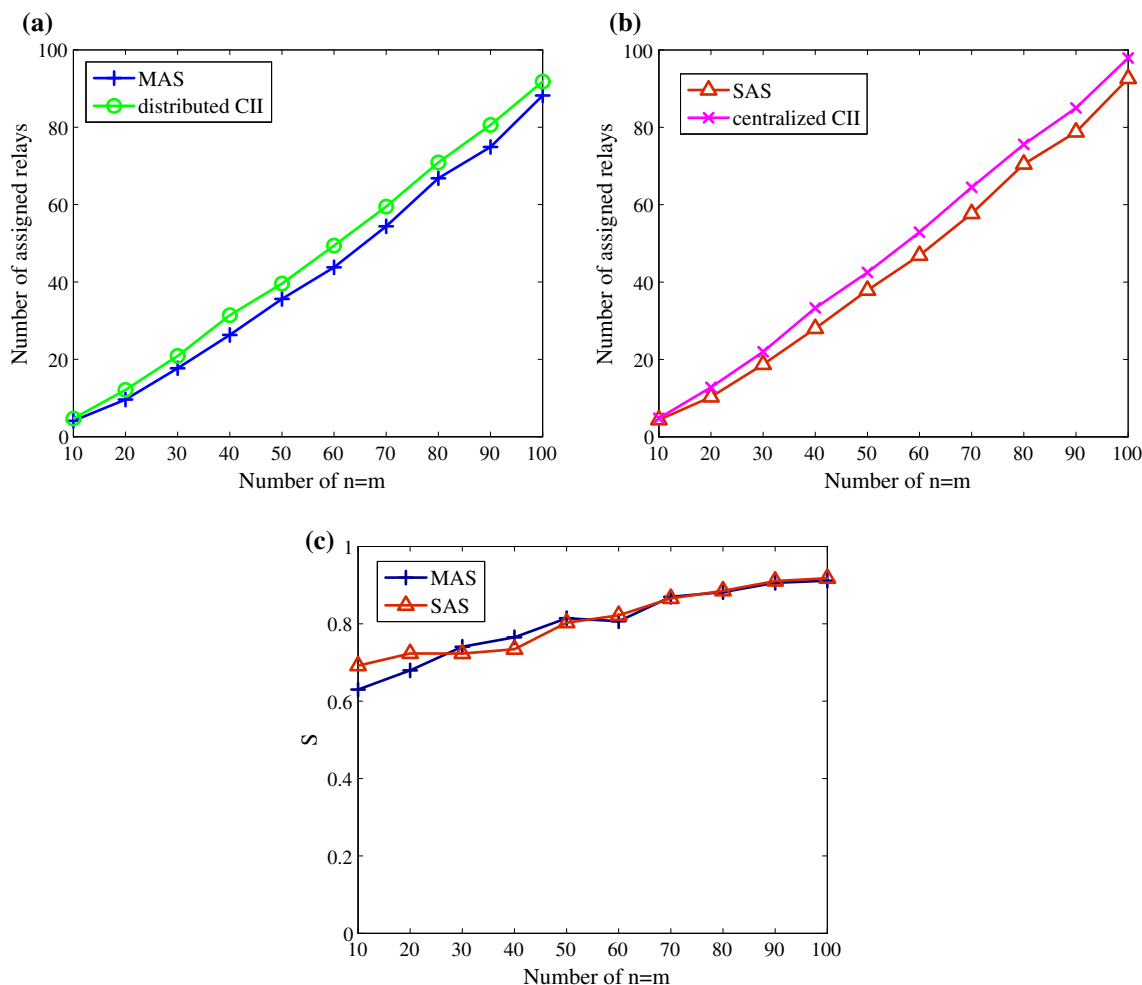 (a)
100
80
60
40
20
0
Number of assigned relays
MAS
distributed CII
10 20 30 40 50 60 70 80 90 100
Number of n=m
(b)
100
80
60
40
20
0
Number of assigned relays
SAS
centralized CII
10 20 30 40 50 60 70 80 90 100
Number of n=m
(c)
1
0.8
0.6
0.4
0.2
0
S
MAS
SAS
10 20 30 40 50 60 70 80 90 100
Number of n=m